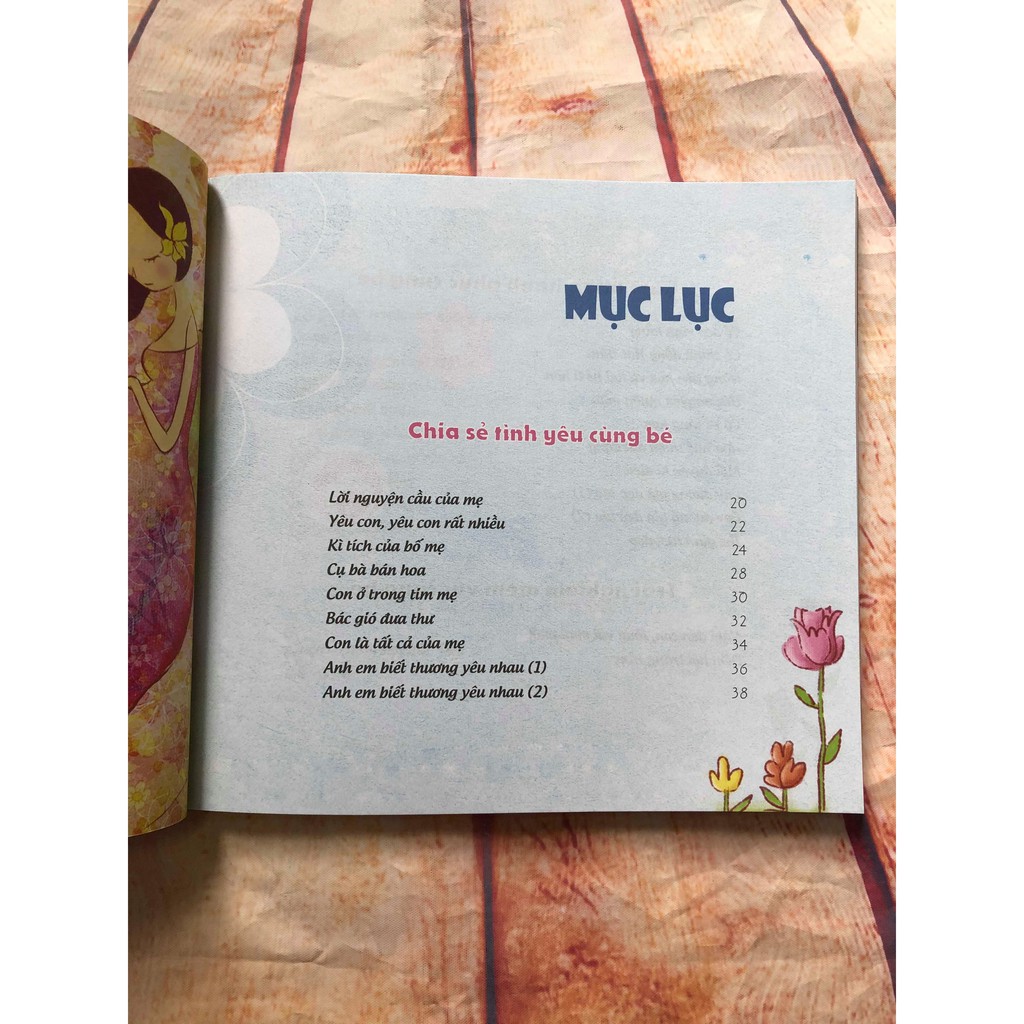 MỤC LỤC
Chia sẻ tình yêu cùng bé
Lời nguyện cầu của mẹ 20
Yêu con, yêu con rất nhiều 22
Kì tích của bố mẹ 24
Cụ bà bán hoa 28
Con ở trong tim mẹ 30
Bác gió đưa thư 32
Con là tất cả của mẹ 34
Anh em biết thương yêu nhau (1) 36
Anh em biết thương yêu nhau (2) 38